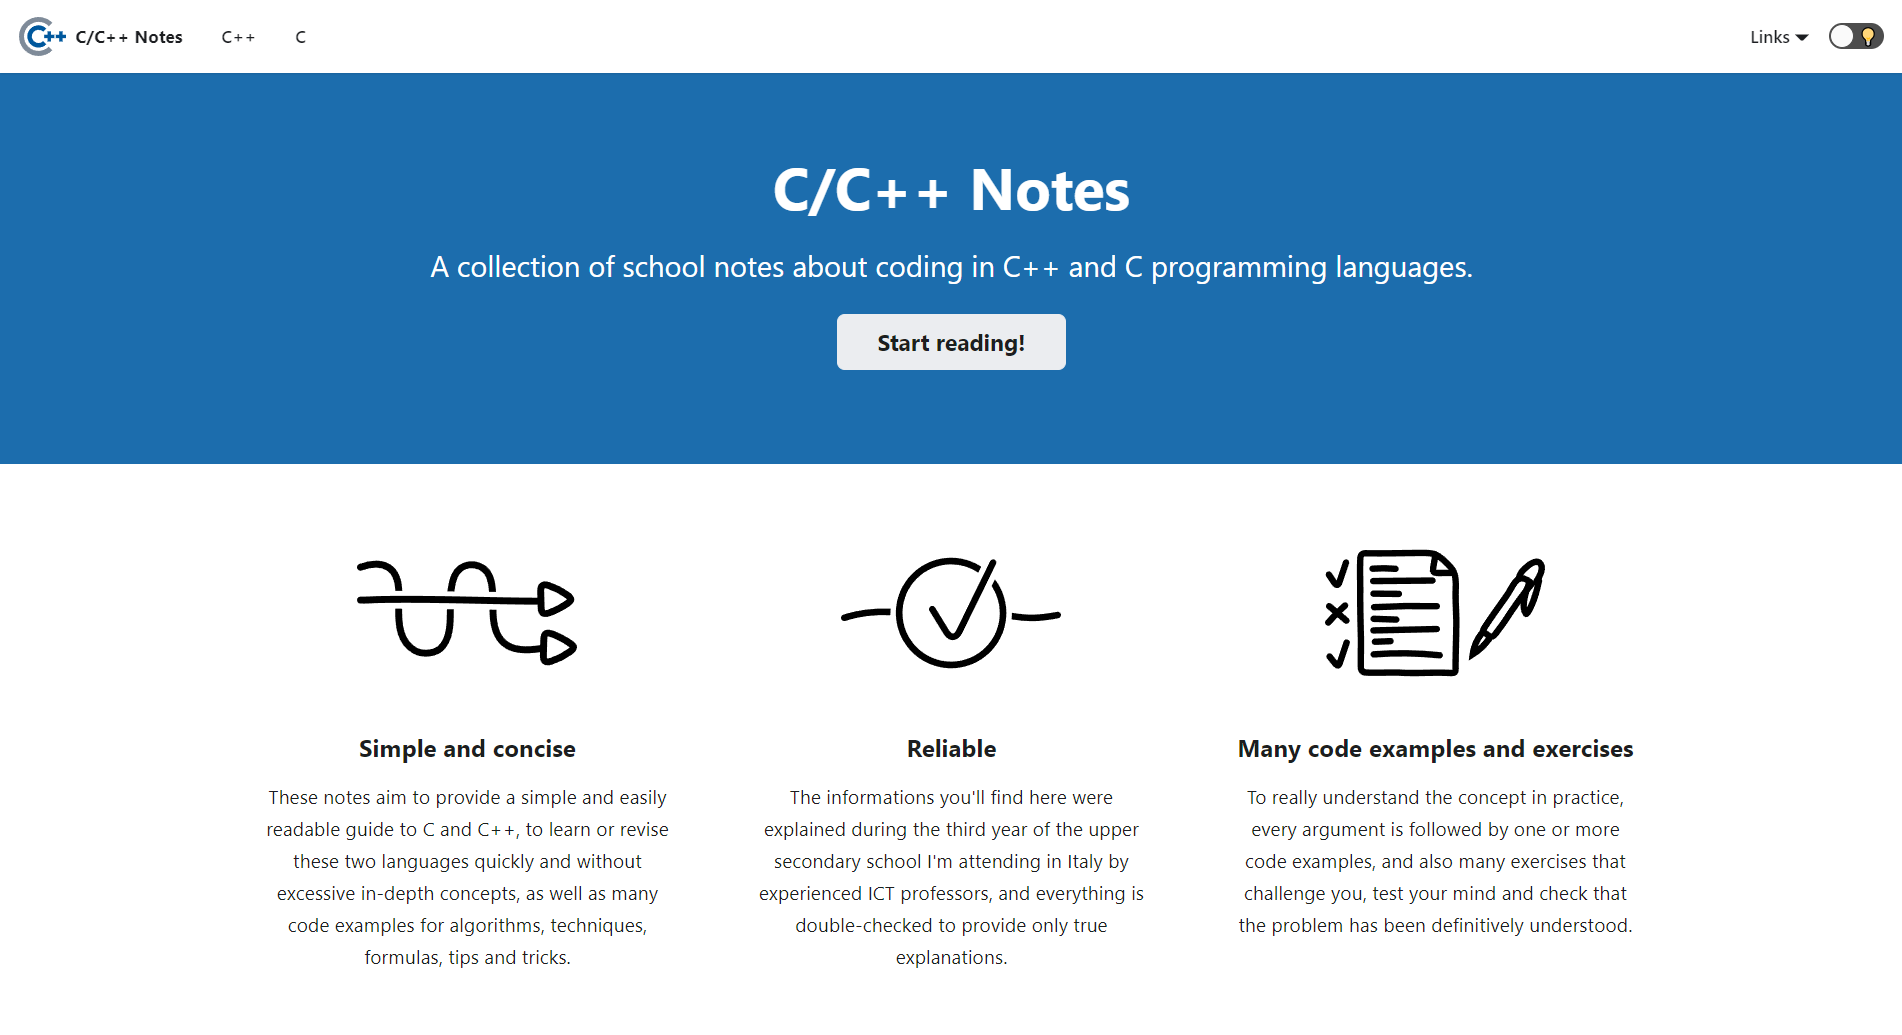 C++ C/C++ Notes C++ C Links
C/C++ Notes
A collection of school notes about coding in C++ and C programming languages.
Start reading!
Simple and concise
These notes aim to provide a simple and easily
readable guide to C and C++, to learn or revise
these two languages quickly and without
excessive in-depth concepts, as well as many
code examples for algorithms, techniques,
formulas, tips and tricks.
Reliable
The informations you'll find here were
explained during the third year of the upper
secondary school I'm attending in Italy by
experienced ICT professors, and everything is
double-checked to provide only true
explanations.
Many code examples and exercises
To really understand the concept in practice,
every argument is followed by one or more
code examples, and also many exercises that
challenge you, test your mind and check that
the problem has been definitively understood.